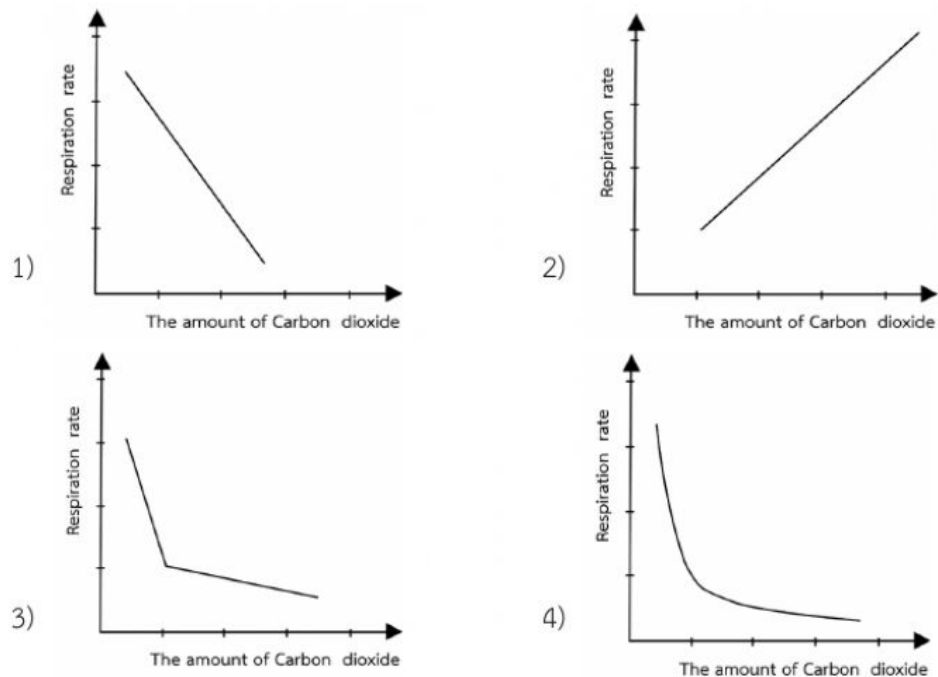 Respiration rate
1)
The amount of Carbon dioxide
Respiration rate
2)
The amount of Carbon dioxide
Respiration rate
3)
The amount of Carbon dioxide
Respiration rate
4)
The amount of Carbon dioxide